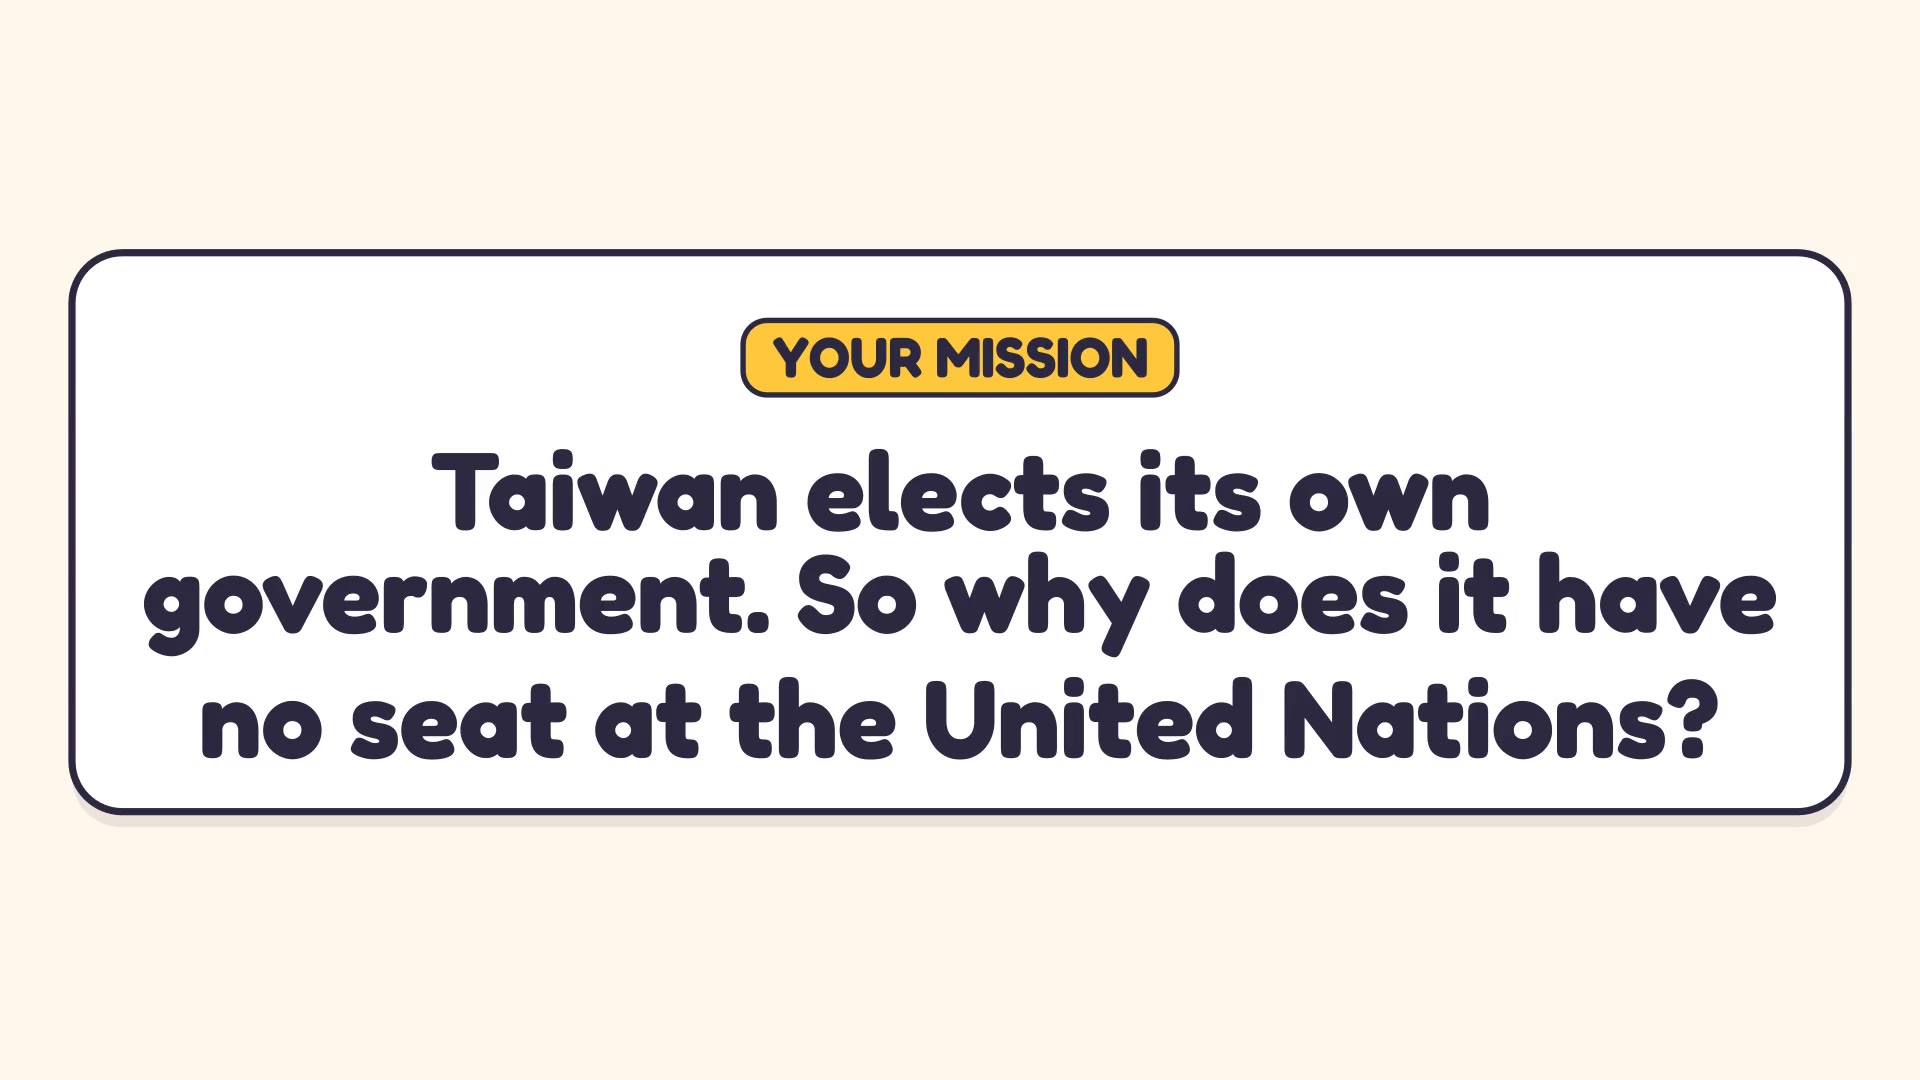 YOUR MISSION
Taiwan elects its own
government. So why does it have
no seat at the United Nations?